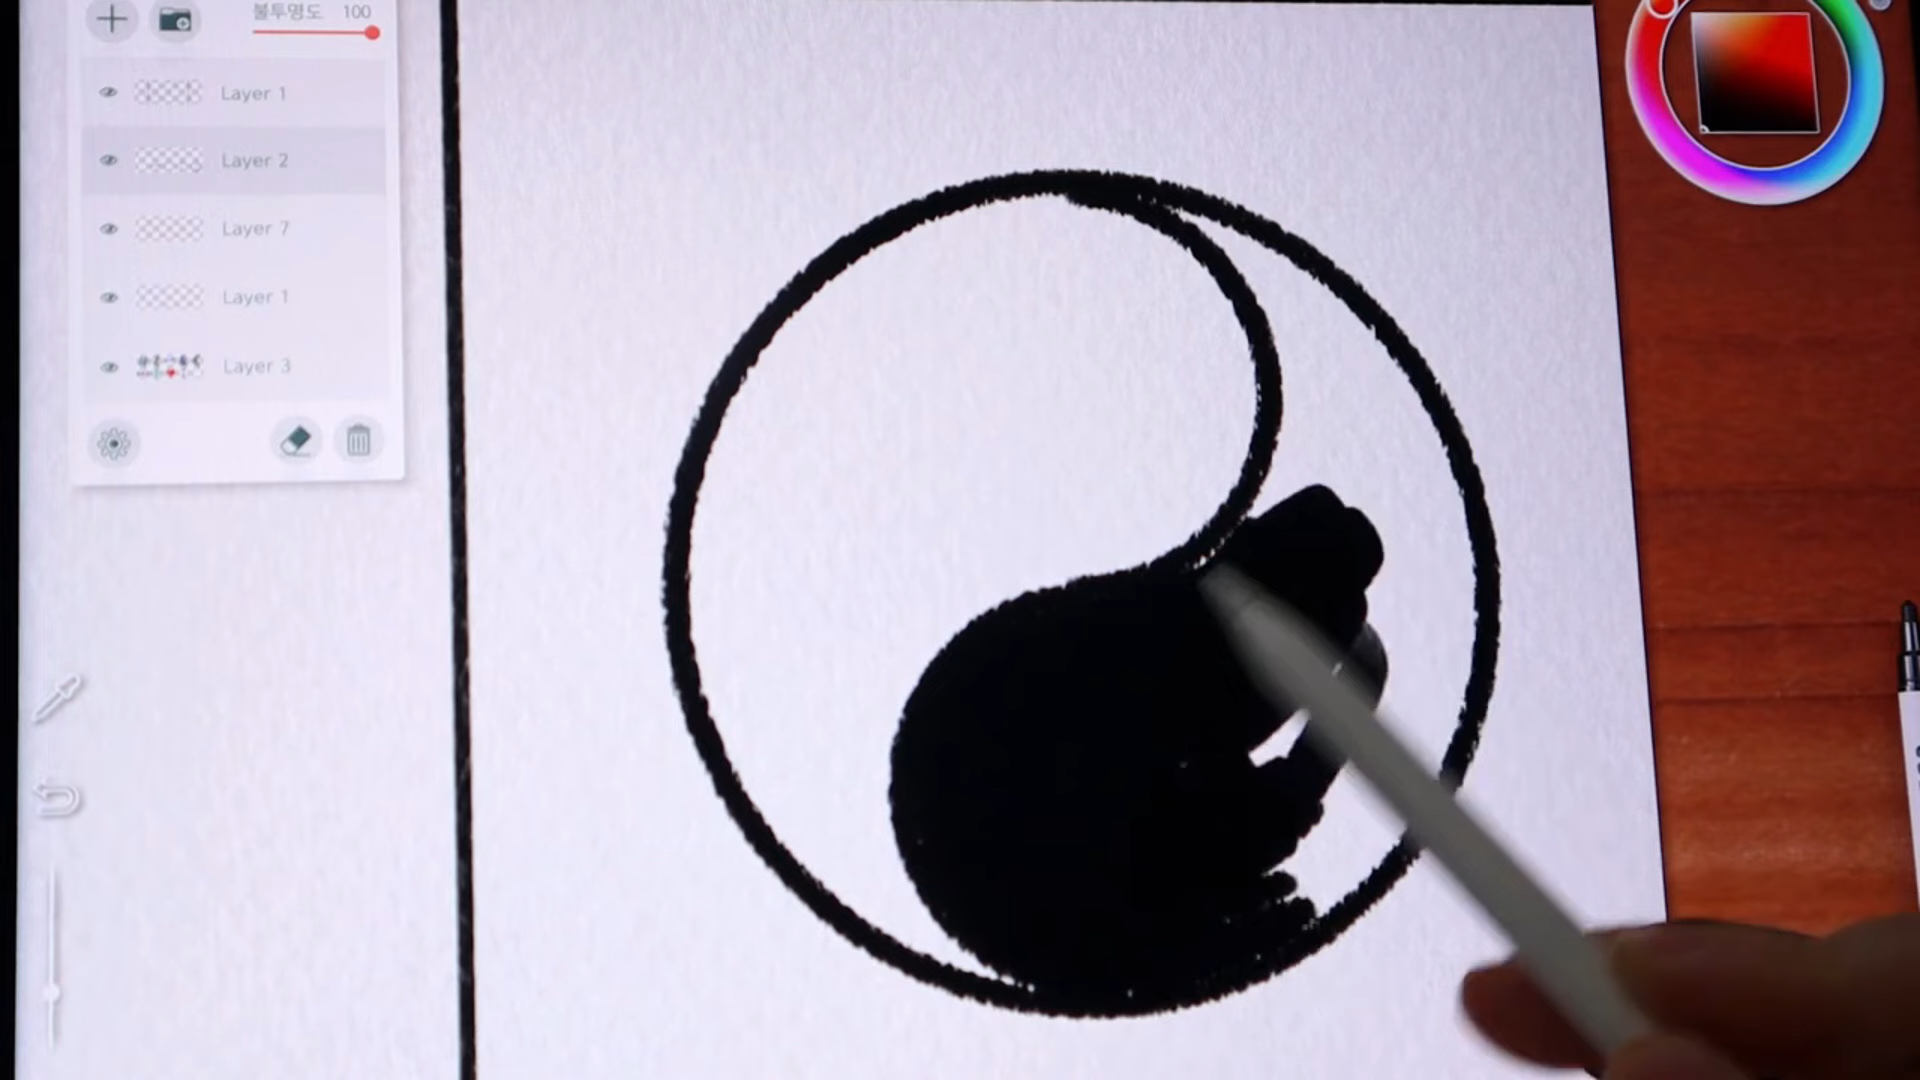 불투명도 100
Layer 1
Layer 2
Layer 7
Layer 1
Layer 3